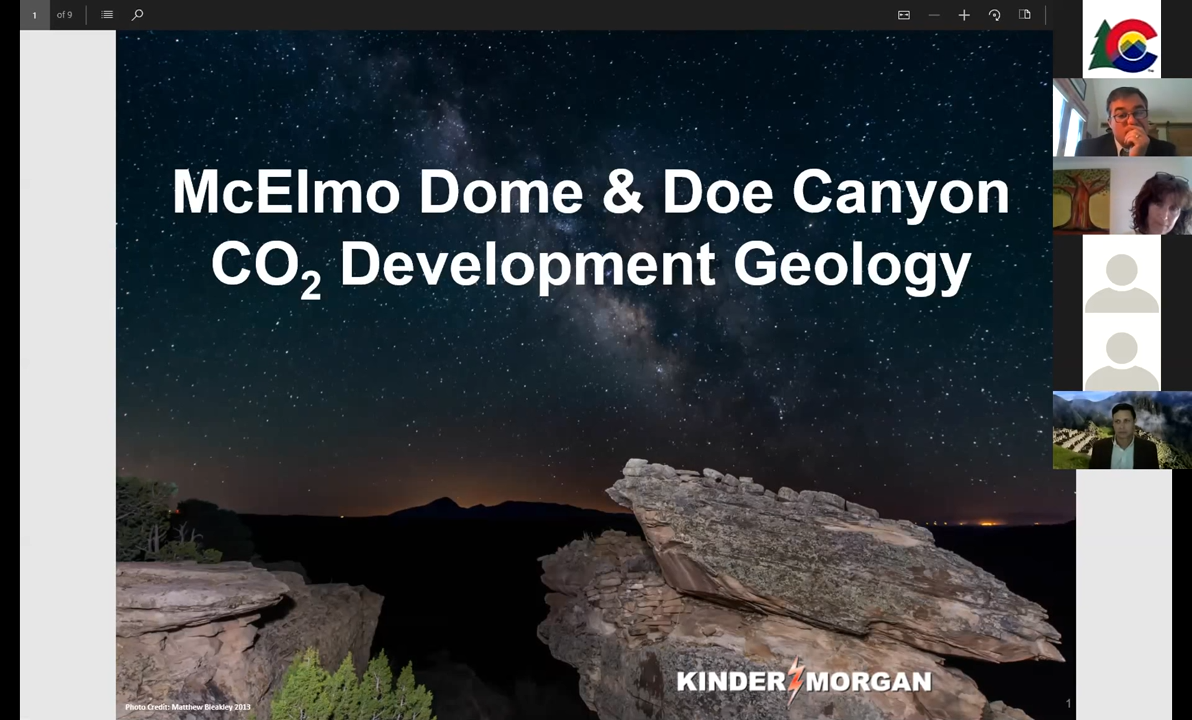 1 of 9
McElmo Dome & Doe Canyon
CO₂ Development Geology
KINDER MORGAN
Photo Credit: Matthew Bleakley 2013
1